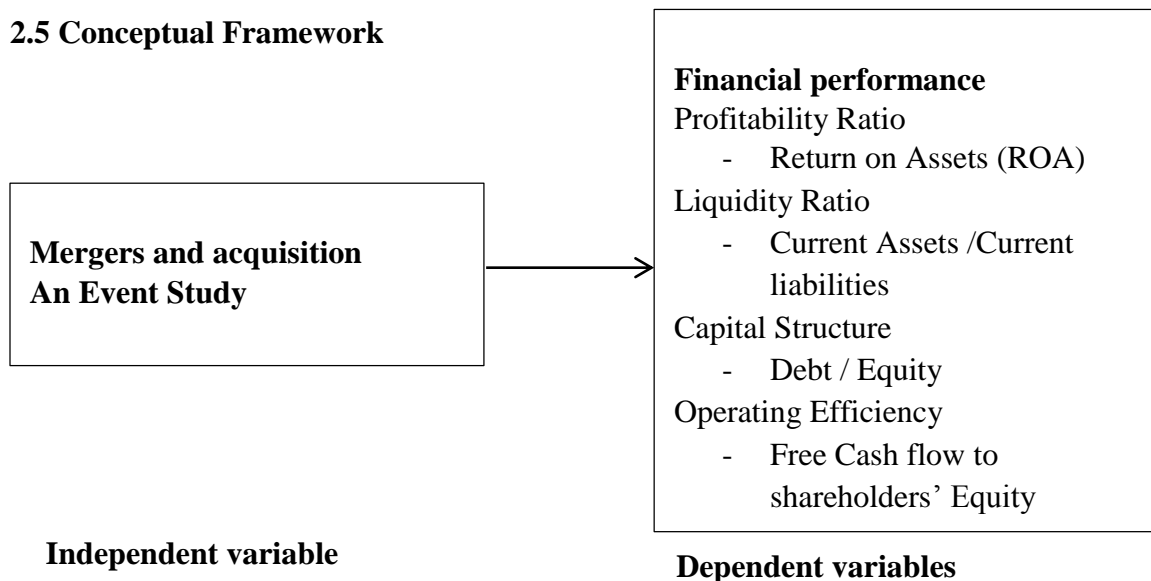 2.5 Conceptual Framework
Mergers and acquisition
An Event Study
Independent variable
Financial performance
Profitability Ratio
- Return on Assets (ROA)
Liquidity Ratio
- Current Assets /Current
liabilities
Capital Structure
- Debt / Equity
Operating Efficiency
- Free Cash flow to
shareholders’ Equity
Dependent variables